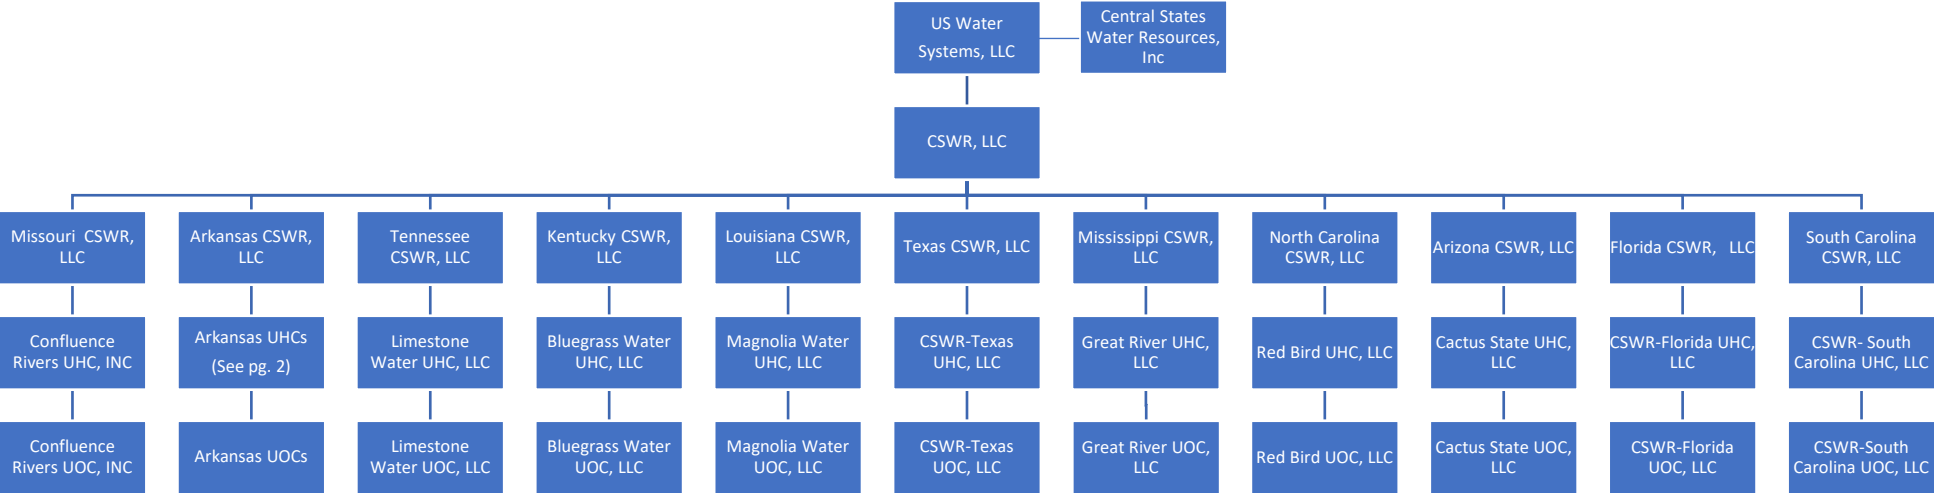 US Water
Systems, LLC
Central States
Water Resources,
Inc
CSWR, LLC
Missouri  CSWR,
LLC
Arkansas CSWR,
LLC
Tennessee
CSWR, LLC
Kentucky CSWR,
LLC
Louisiana CSWR,
LLC
Texas CSWR, LLC
Mississippi CSWR,
LLC
North Carolina
CSWR, LLC
Arizona CSWR, LLC
Florida CSWR,   LLC
South Carolina
CSWR, LLC
Confluence
Rivers UHC, INC
Arkansas UHCs
(See pg. 2)
Limestone
Water UHC, LLC
Bluegrass Water
UHC, LLC
Magnolia Water
UHC, LLC
CSWR-Texas
UHC, LLC
Great River UHC,
LLC
Red Bird UHC, LLC
Cactus State UHC,
LLC
CSWR-Florida UHC,
LLC
CSWR- South
Carolina UHC, LLC
Confluence
Rivers UOC, INC
Arkansas UOCs
Limestone
Water UOC, LLC
Bluegrass Water
UOC, LLC
Magnolia Water
UOC, LLC
CSWR-Texas
UOC, LLC
Great River UOC,
LLC
Red Bird UOC, LLC
Cactus State UOC,
LLC
CSWR-Florida
UOC, LLC
CSWR-South
Carolina UOC, LLC